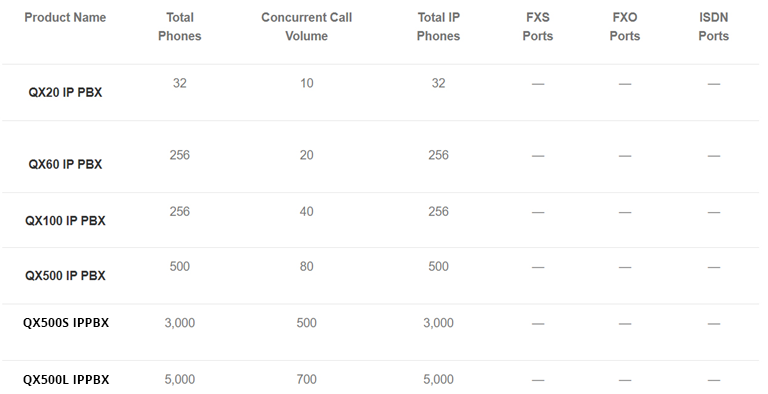 Product Name Total Phones Concurrent Call Volume Total IP Phones FXS Ports FXO Ports ISDN Ports
QX20 IP PBX 32 10 32 — — —
QX60 IP PBX 256 20 256 — — —
QX100 IP PBX 256 40 256 — — —
QX500 IP PBX 500 80 500 — — —
QX500S IPPBX 3,000 500 3,000 — — —
QX500L IPPBX 5,000 700 5,000 — — —